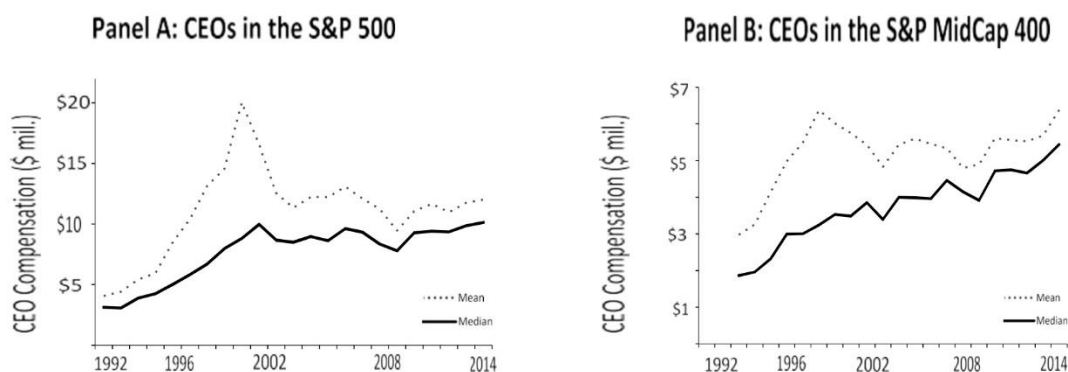 Panel A: CEOs in the S&P 500
CEO Compensation ($ mil.)
$20
$15
$10
$5
Mean
Median
1992 1996 2002 2008 2014
Panel B: CEOs in the S&P MidCap 400
CEO Compensation ($ mil.)
$7
$5
$3
$1
Mean
Median
1992 1996 2002 2008 2014